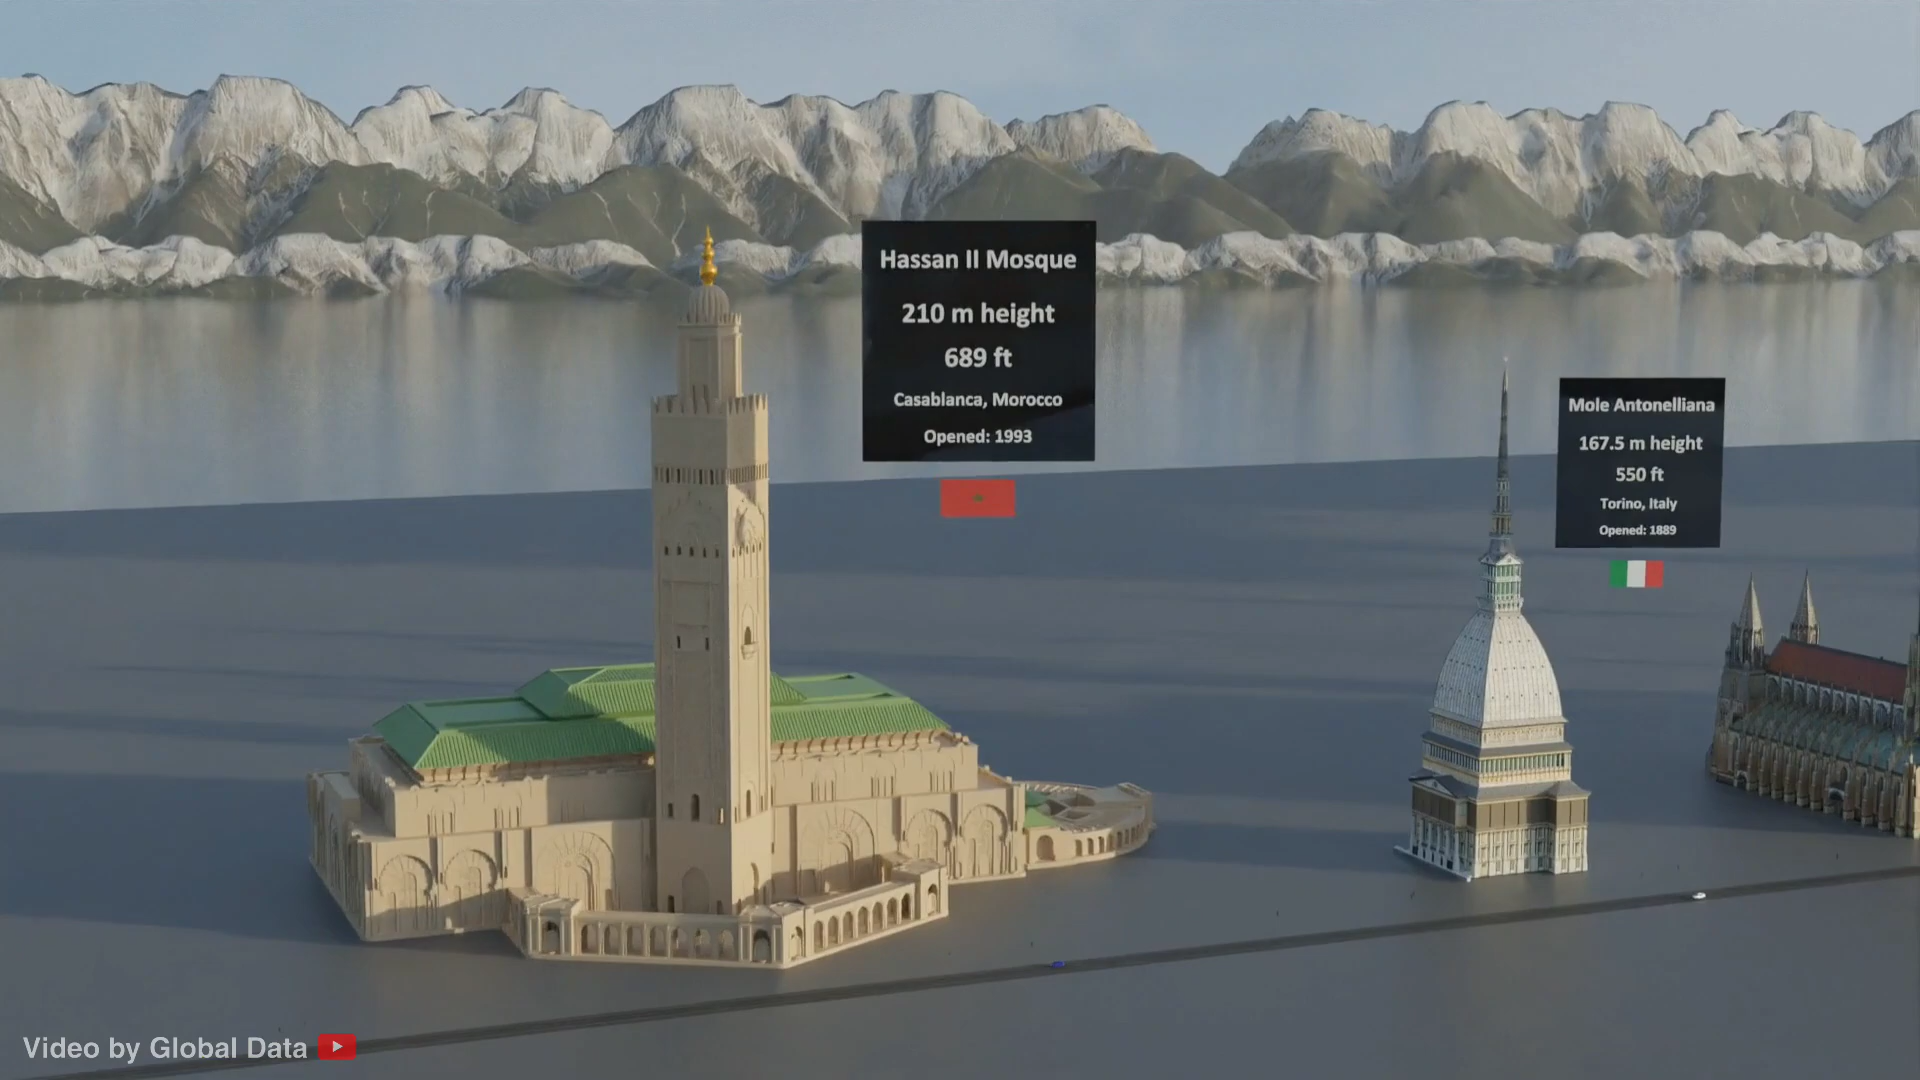 Hassan II Mosque
210 m height
689 ft
Casablanca, Morocco
Opened: 1993
Mole Antonelliana
167.5 m height
550 ft
Torino, Italy
Opened: 1889
Video by Global Data